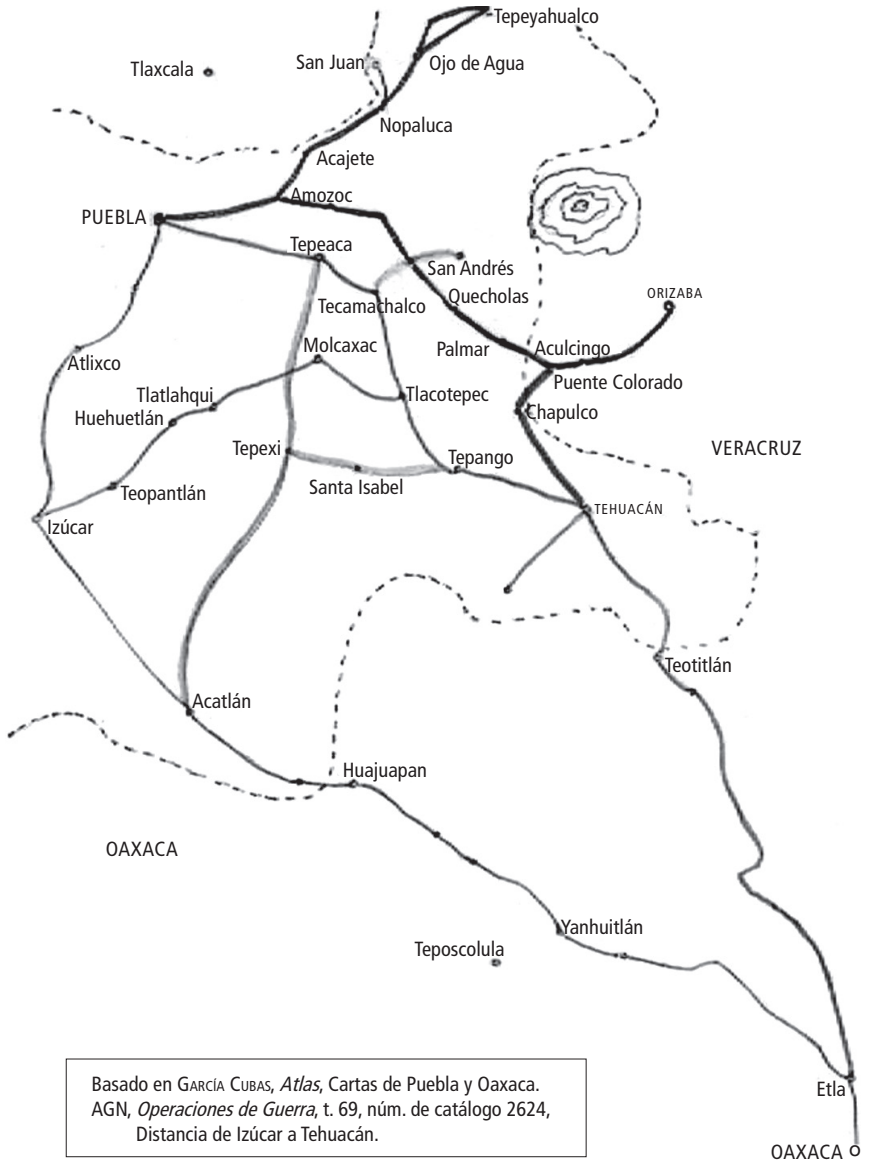 Tepeyahualco
San Juan
Ojo de Agua
Tlaxcala
Nopaluca
Acajete
Amozoc
PUEBLA
Tepeaca
San Andrés
Tecamachalco
Quecholas
ORIZABA
Molcaxac
Palmar
Aculcingo
Atlixco
Puente Colorado
Tlatlahqui
Tlacotepec
Huehuetlán
Chapulco
Tepexi
Tepango
VERACRUZ
Santa Isabel
Teopantlán
TEHUACÁN
Izúcar
Teotitlán
Acatlán
Huajuapan
OAXACA
Yanhuitlán
Teposcolula
Basado en GARCÍA CUBAS, Atlas, Cartas de Puebla y Oaxaca.
AGN, Operaciones de Guerra, t. 69, núm. de catálogo 2624,
Distancia de Izúcar a Tehuacán.
Etla
OAXACA